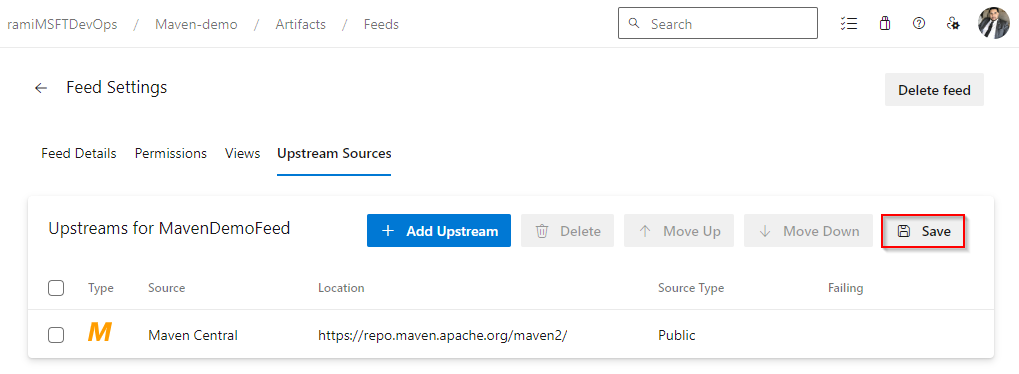 ramiMSFTDevOps / Maven-demo / Artifacts / Feeds Search
Feed Settings Delete feed
Feed Details Permissions Views Upstream Sources
Upstreams for MavenDemoFeed + Add Upstream Delete Move Up Move Down Save
Type Source Location Source Type Failing
M Maven Central https://repo.maven.apache.org/maven2/ Public